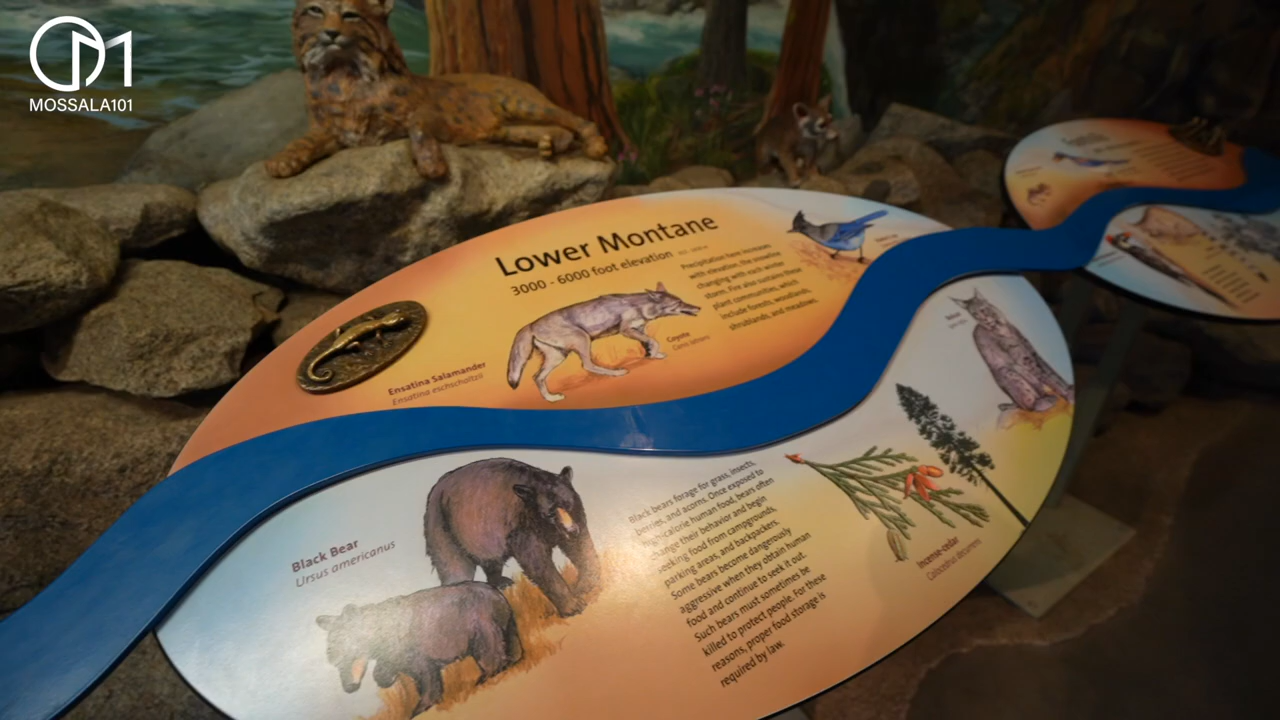 MOSSALA101
Lower Montane
3000 - 6000 foot elevation
Precipitation here increases
with elevation, the snowline
changing with each winter
storm. Fire also sustains these
plant communities, which
include forests, woodlands,
shrublands, and meadows
Coyote
Canis latrans
Ensatina Salamander
Ensatina eschscholtzii
Black Bear
Ursus americanus
Black bears forage for grass, insects,
berries, and acorns. Once exposed to
high-calorie human food, bears often
change their behavior and begin
seeking food from campgrounds,
parking areas, and backpackers.
Some bears become dangerously
aggressive when they obtain human
food and continue to seek it out.
Such bears must sometimes be
killed to protect people. For these
reasons, proper food storage is
required by law.
Incense-cedar
Calocedrus decurrens